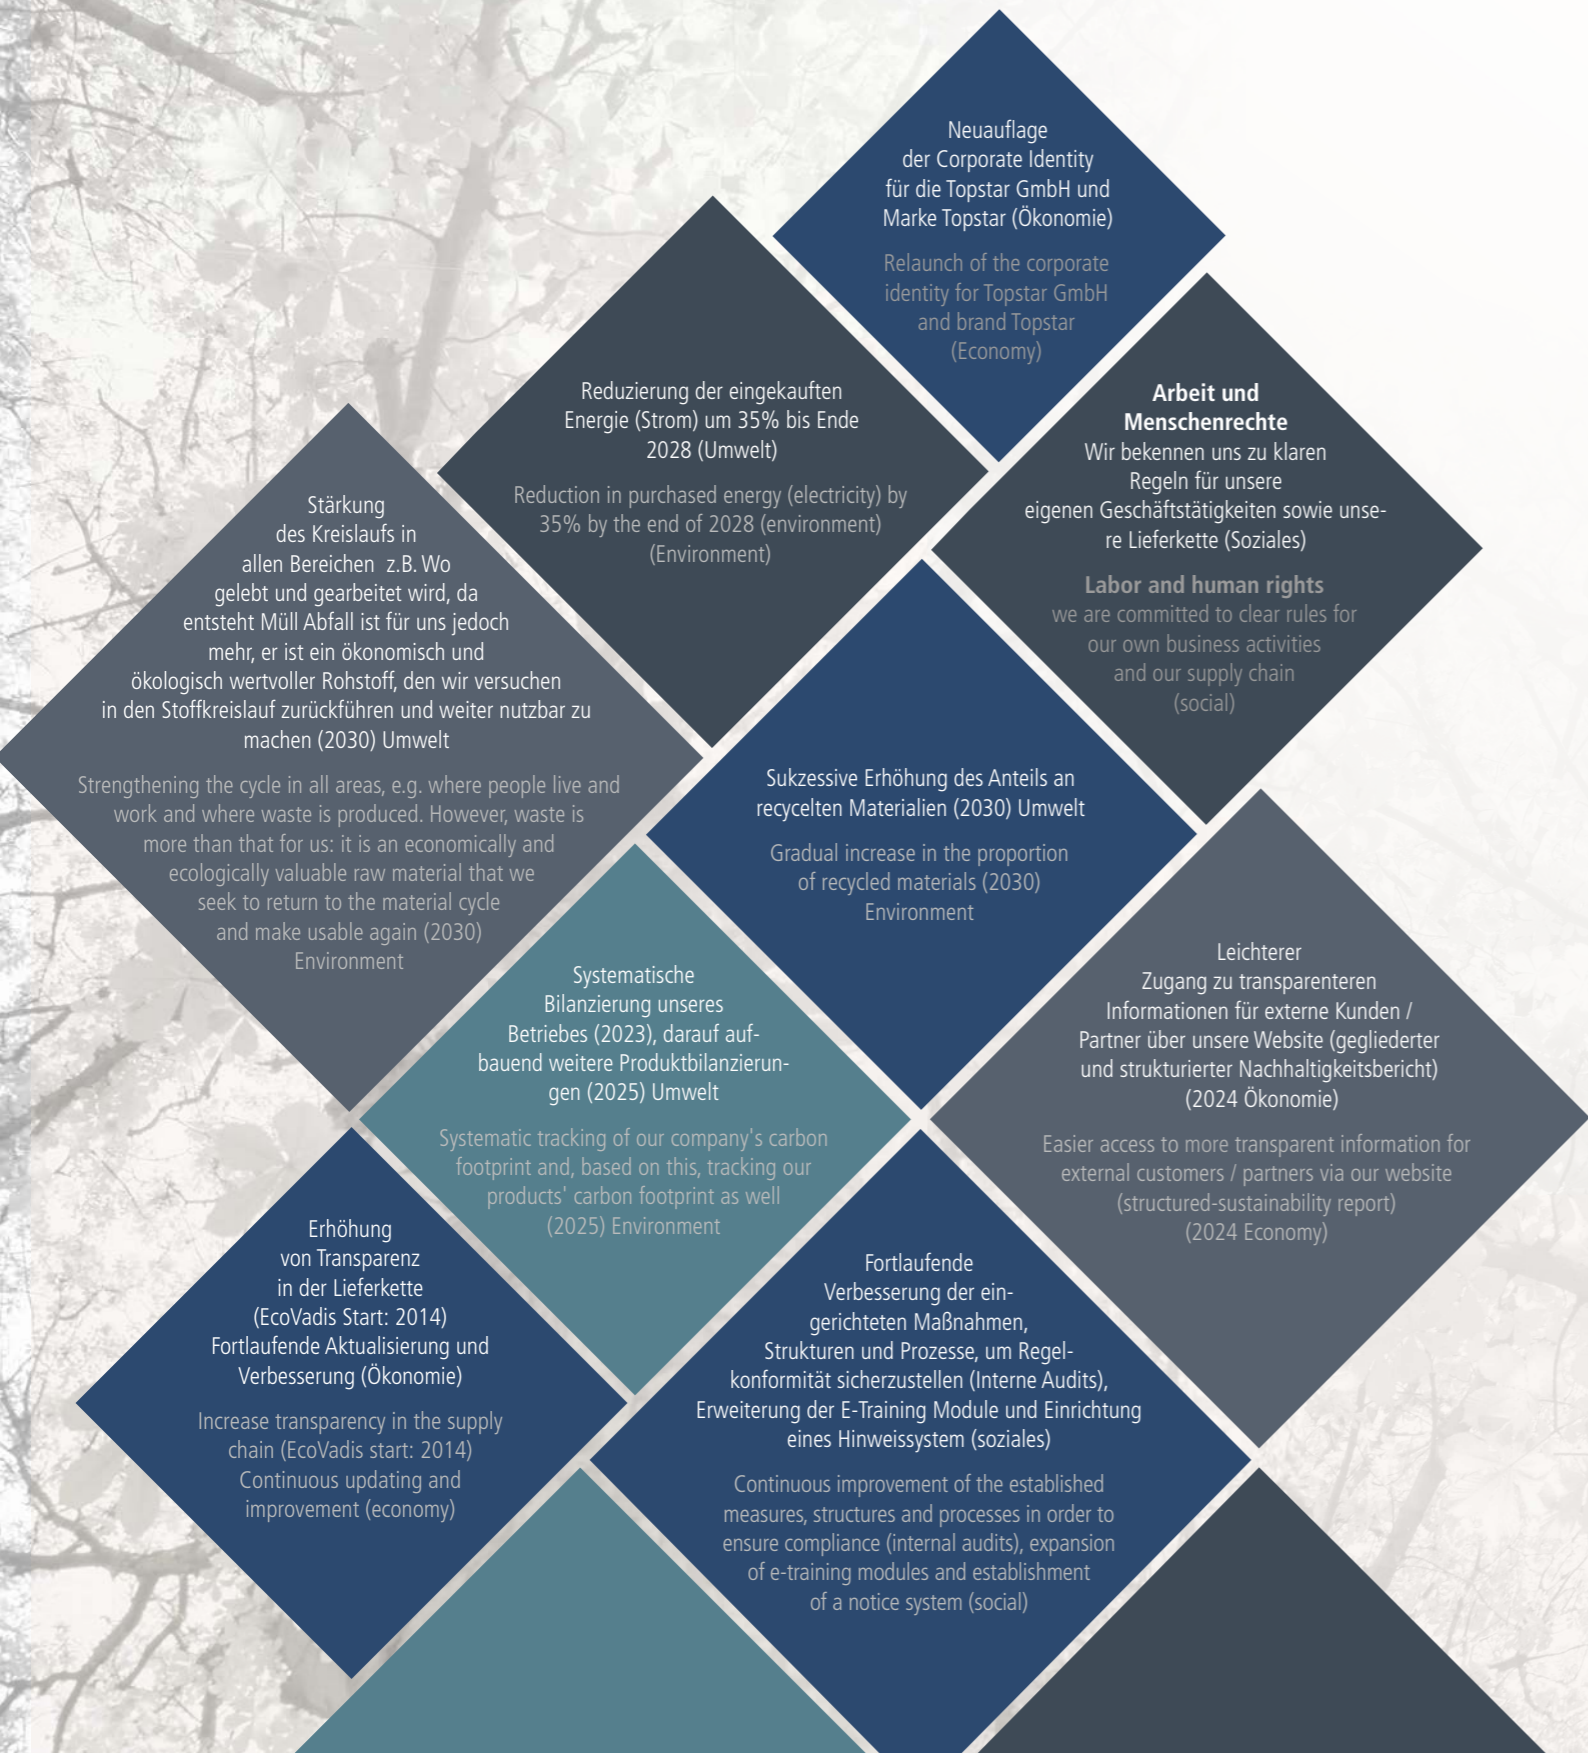 Neuauflage
der Corporate Identity
für die Topstar GmbH und
Marke Topstar (Ökonomie)
Relaunch of the corporate
identity for Topstar GmbH
and brand Topstar
(Economy)
Reduzierung der eingekauften
Energie (Strom) um 35% bis Ende
2028 (Umwelt)
Reduction in purchased energy (electricity) by
35% by the end of 2028 (environment)
(Environment)
Arbeit und
Menschenrechte
Wir bekennen uns zu klaren
Regeln für unsere
eigenen Geschäftstätigkeiten sowie unse-
re Lieferkette (Soziales)
Labor and human rights
we are committed to clear rules for
our own business activities
and our supply chain
(social)
Stärkung
des Kreislaufs in
allen Bereichen z.B. Wo
gelebt und gearbeitet wird, da
entsteht Müll Abfall ist für uns jedoch
mehr, er ist ein ökonomisch und
ökologisch wertvoller Rohstoff, den wir versuchen
in den Stoffkreislauf zurückführen und weiter nutzbar zu
machen (2030) Umwelt
Strengthening the cycle in all areas, e.g. where people live and
work and where waste is produced. However, waste is
more than that for us: it is an economically and
ecologically valuable raw material that we
seek to return to the material cycle
and make usable again (2030)
Environment
Sukzessive Erhöhung des Anteils an
recycelten Materialien (2030) Umwelt
Gradual increase in the proportion
of recycled materials (2030)
Environment
Systematische
Bilanzierung unseres
Betriebes (2023), darauf auf-
bauend weitere Produktbilanzierun-
gen (2025) Umwelt
Systematic tracking of our company's carbon
footprint and, based on this, tracking our
products' carbon footprint as well
(2025) Environment
Leichterer
Zugang zu transparenteren
Informationen für externe Kunden /
Partner über unsere Website (gegliederter
und strukturierter Nachhaltigkeitsbericht)
(2024 Ökonomie)
Easier access to more transparent information for
external customers / partners via our website
(structured-sustainability report)
(2024 Economy)
Erhöhung
von Transparenz
in der Lieferkette
(EcoVadis Start: 2014)
Fortlaufende Aktualisierung und
Verbesserung (Ökonomie)
Increase transparency in the supply
chain (EcoVadis start: 2014)
Continuous updating and
improvement (economy)
Fortlaufende
Verbesserung der ein-
gerichteten Maßnahmen,
Strukturen und Prozesse, um Regel-
konformität sicherzustellen (Interne Audits),
Erweiterung der E-Training Module und Einrichtung
eines Hinweissystem (soziales)
Continuous improvement of the established
measures, structures and processes in order to
ensure compliance (internal audits), expansion
of e-training modules and establishment
of a notice system (social)